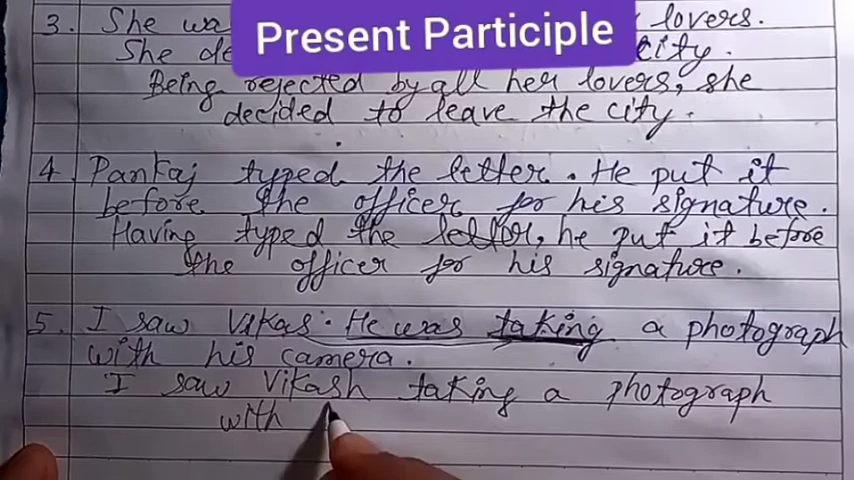 3. She wa lovers.
Present Participle
She de city.
Being rejected by all her lovers, she
decided to leave the city.
4. Pankaj typed the letter. He put it
before the officer for his signature.
Having typed the letter, he put it before
the officer for his signature.
5. I saw Vikas. He was taking a photograph
with his camera.
I saw Vikash taking a photograph
with